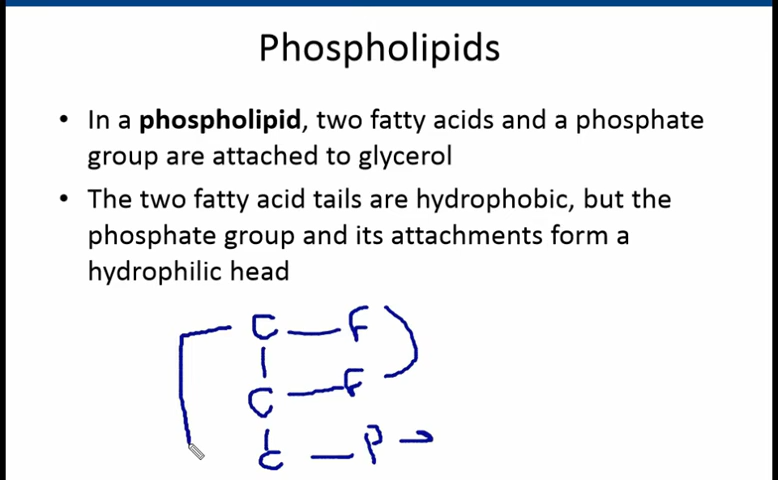 Phospholipids
• In a phospholipid, two fatty acids and a phosphate
group are attached to glycerol
• The two fatty acid tails are hydrophobic, but the
phosphate group and its attachments form a
hydrophilic head
C — F
C — F
C — P →